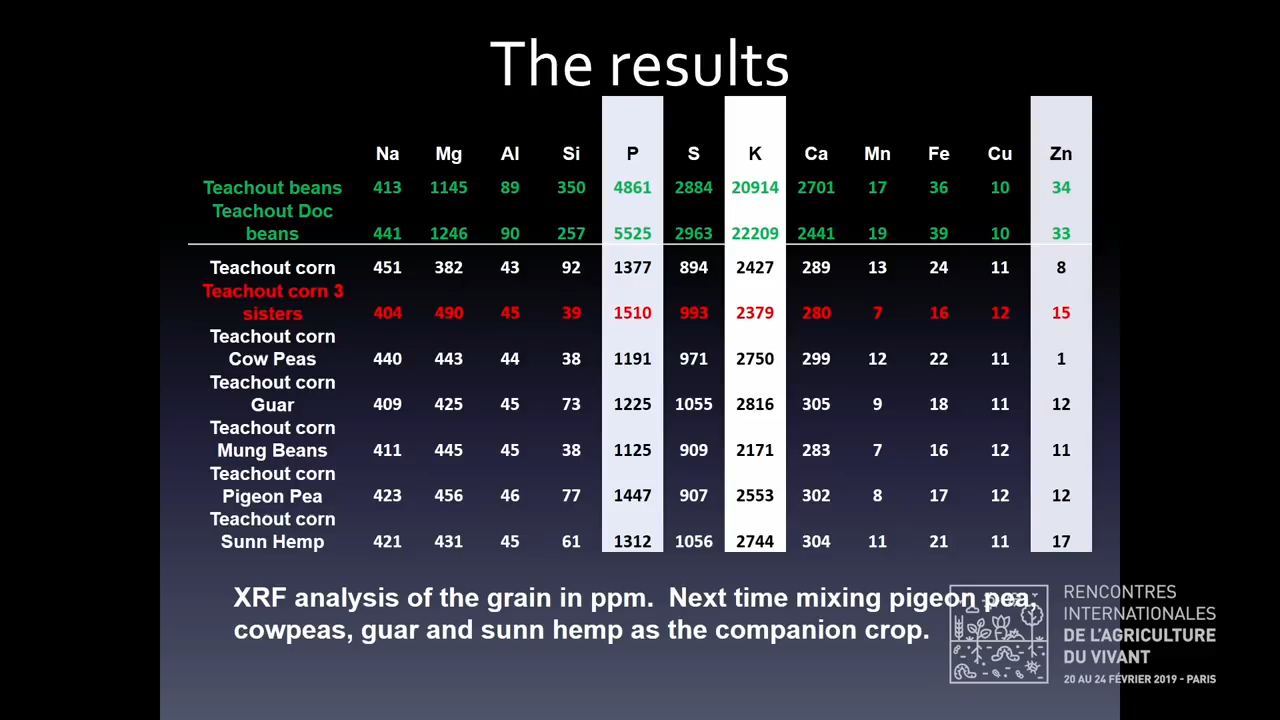 The results
Na Mg Al Si P S K Ca Mn Fe Cu Zn
Teachout beans 413 1145 89 350 4861 2884 20914 2701 17 36 10 34
Teachout Doc
beans 441 1246 90 257 5525 2963 22209 2441 19 39 10 33
Teachout corn 451 382 43 92 1377 894 2427 289 13 24 11 8
Teachout corn 3
sisters 404 490 45 39 1510 993 2379 280 7 16 12 15
Teachout corn
Cow Peas 440 443 44 38 1191 971 2750 299 12 22 11 1
Teachout corn
Guar 409 425 45 73 1225 1055 2816 305 9 18 11 12
Teachout corn
Mung Beans 411 445 45 38 1125 909 2171 283 7 16 12 11
Teachout corn
Pigeon Pea 423 456 46 77 1447 907 2553 302 8 17 12 12
Teachout corn
Sunn Hemp 421 431 45 61 1312 1056 2744 304 11 21 11 17
XRF analysis of the grain in ppm. Next time mixing pigeon pea,
cowpeas, guar and sunn hemp as the companion crop.
RENCONTRES
INTERNATIONALES
DE L'AGRICULTURE
DU VIVANT
20 AU 24 FÉVRIER 2019 - PARIS